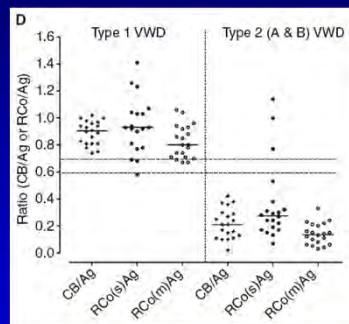 D
Type 1 VWD
Type 2 (A & B) VWD
Ratio (CB/Ag or RCo/Ag)
1.6
1.4
1.2
1.0
0.8
0.6
0.4
0.2
0.0
CB/Ag
RCo(s)Ag
RCo(m)Ag
CB/Ag
RCo(s)Ag
RCo(m)Ag